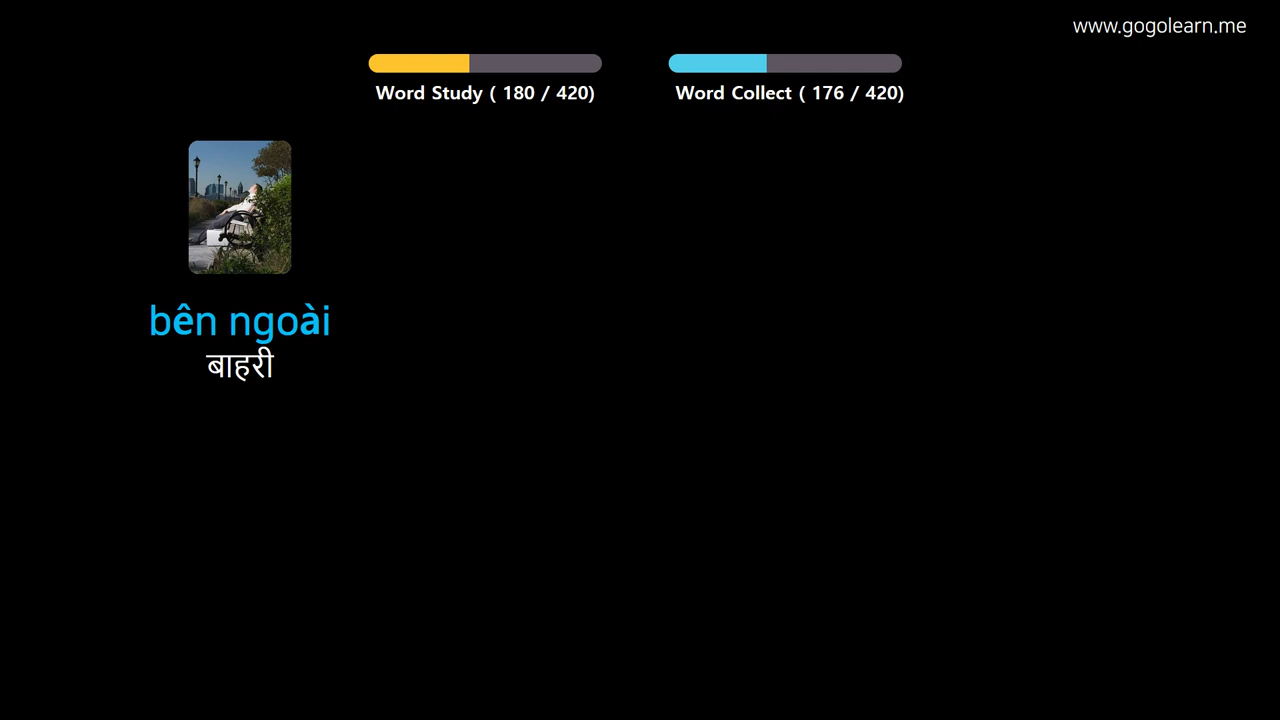 www.gogolearn.me
Word Study ( 180 / 420)
Word Collect ( 176 / 420)
bên ngoài
बाहरी